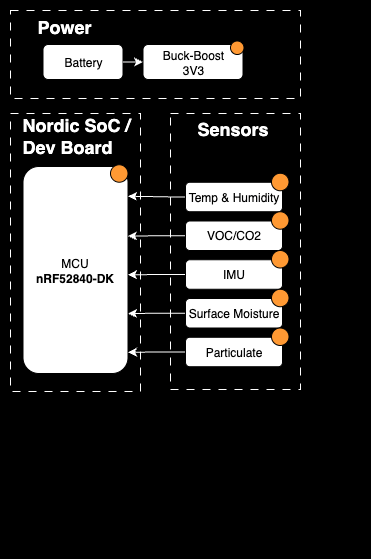 Power
Battery
Buck-Boost
3V3
Nordic SoC /
Dev Board
Sensors
MCU
nRF52840-DK
Temp & Humidity
VOC/CO2
IMU
Surface Moisture
Particulate